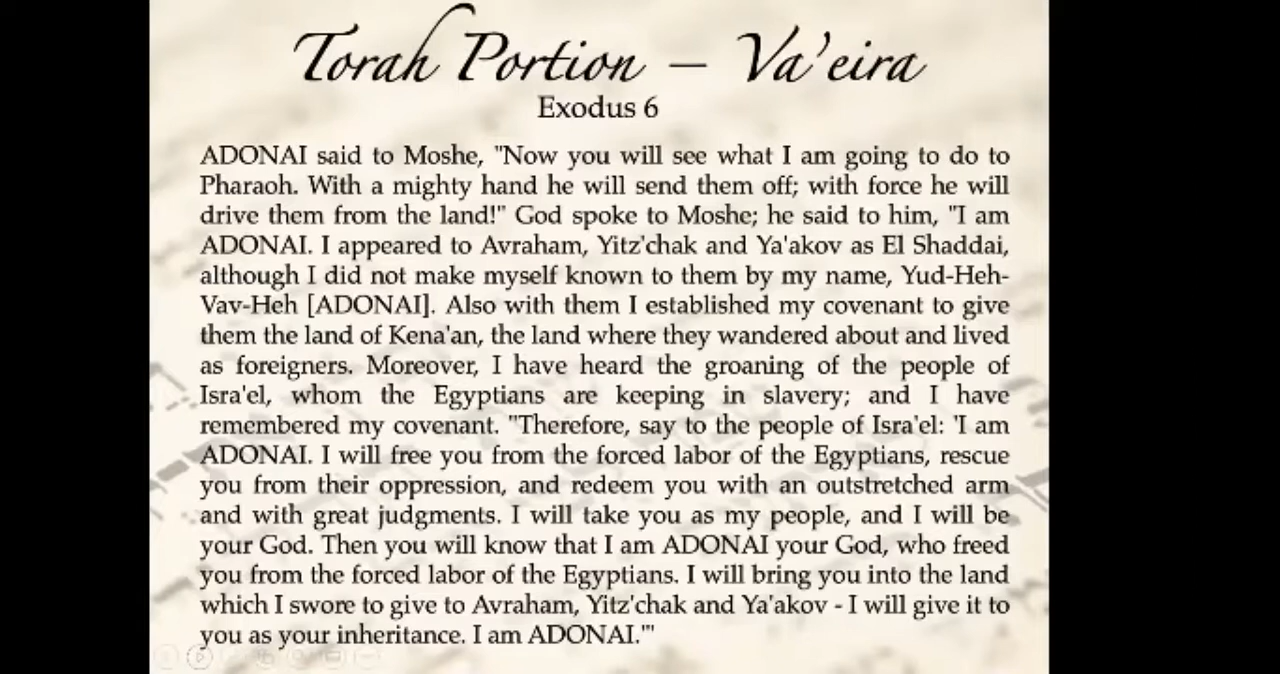 Torah Portion – Va'eira
Exodus 6
ADONAI said to Moshe, "Now you will see what I am going to do to
Pharaoh. With a mighty hand he will send them off; with force he will
drive them from the land!" God spoke to Moshe; he said to him, "I am
ADONAI. I appeared to Avraham, Yitz'chak and Ya'akov as El Shaddai,
although I did not make myself known to them by my name, Yud-Heh-
Vav-Heh [ADONAI]. Also with them I established my covenant to give
them the land of Kena'an, the land where they wandered about and lived
as foreigners. Moreover, I have heard the groaning of the people of
Isra'el, whom the Egyptians are keeping in slavery; and I have
remembered my covenant. "Therefore, say to the people of Isra'el: 'I am
ADONAI. I will free you from the forced labor of the Egyptians, rescue
you from their oppression, and redeem you with an outstretched arm
and with great judgments. I will take you as my people, and I will be
your God. Then you will know that I am ADONAI your God, who freed
you from the forced labor of the Egyptians. I will bring you into the land
which I swore to give to Avraham, Yitz'chak and Ya'akov - I will give it to
you as your inheritance. I am ADONAI.'"